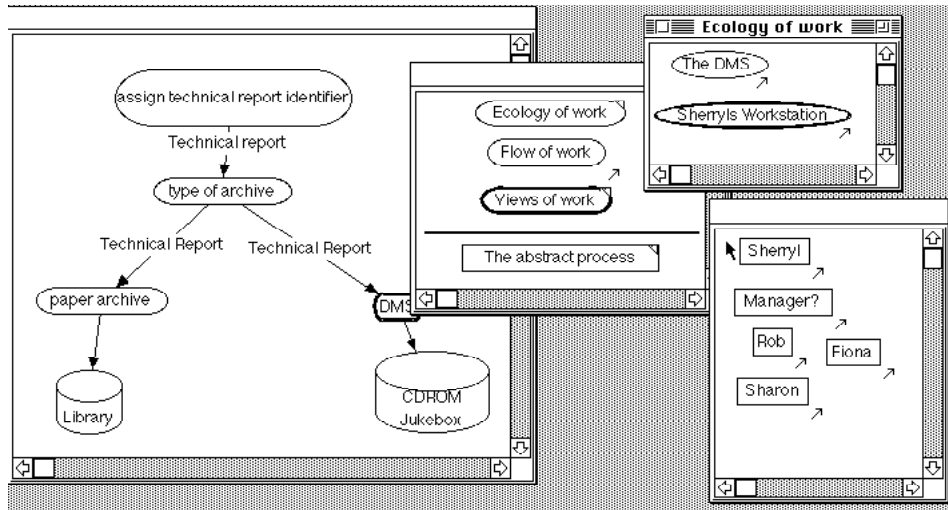 assign technical report identifier
Technical report
type of archive
Technical Report
Technical Report
paper archive
DMS
Library
CDROM
Jukebox
Ecology of work
Flow of work
Views of work
The abstract process
Ecology of work
The DMS
Sherryls Workstation
Sherryl
Manager?
Rob
Fiona
Sharon